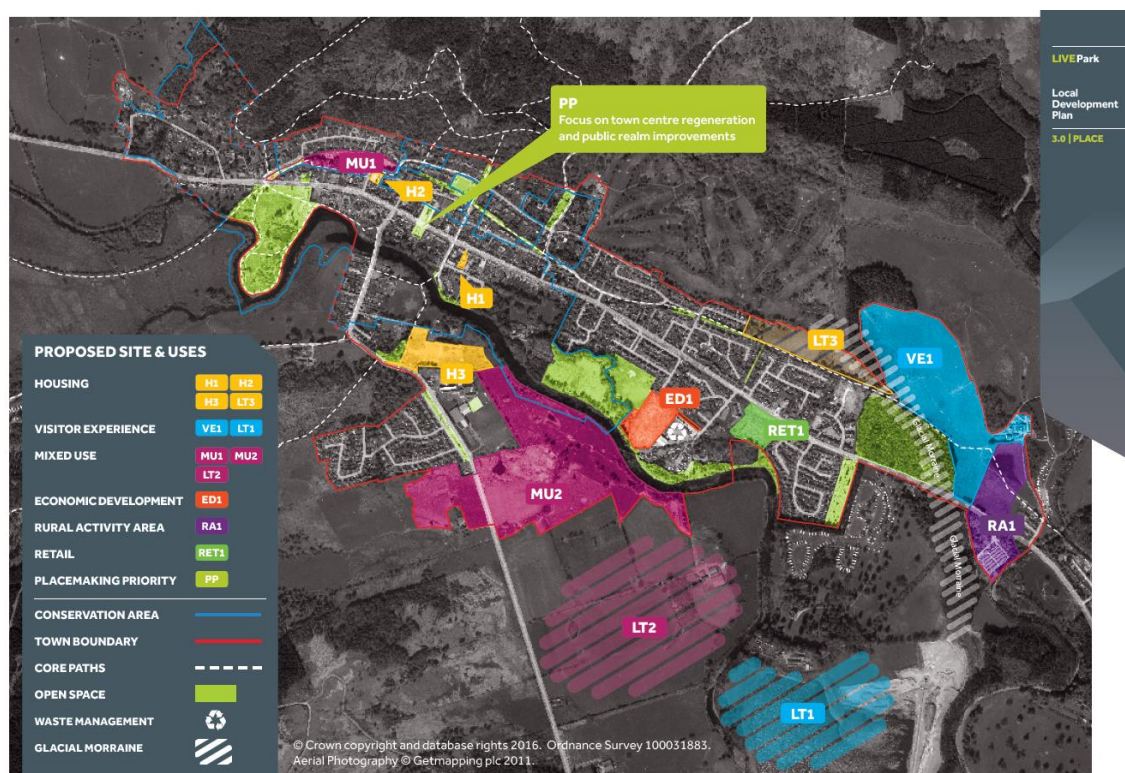 LIVEPark
Local
Development
Plan
3.0 | PLACE
PP
Focus on town centre regeneration
and public realm improvements
MU1
H2
H1
H3
LT3
VE1
ED1
RET1
MU2
RA1
LT2
LT1
Glacial Morraine
Glacial Morraine
PROPOSED SITE & USES
HOUSING H1 H2
H3 LT3
VISITOR EXPERIENCE VE1 LT1
MIXED USE MU1 MU2
LT2
ECONOMIC DEVELOPMENT ED1
RURAL ACTIVITY AREA RA1
RETAIL RET1
PLACEMAKING PRIORITY PP
CONSERVATION AREA
TOWN BOUNDARY
CORE PATHS
OPEN SPACE
WASTE MANAGEMENT
GLACIAL MORRAINE
© Crown copyright and database rights 2016. Ordnance Survey 100031883.
Aerial Photography © Getmapping plc 2011.